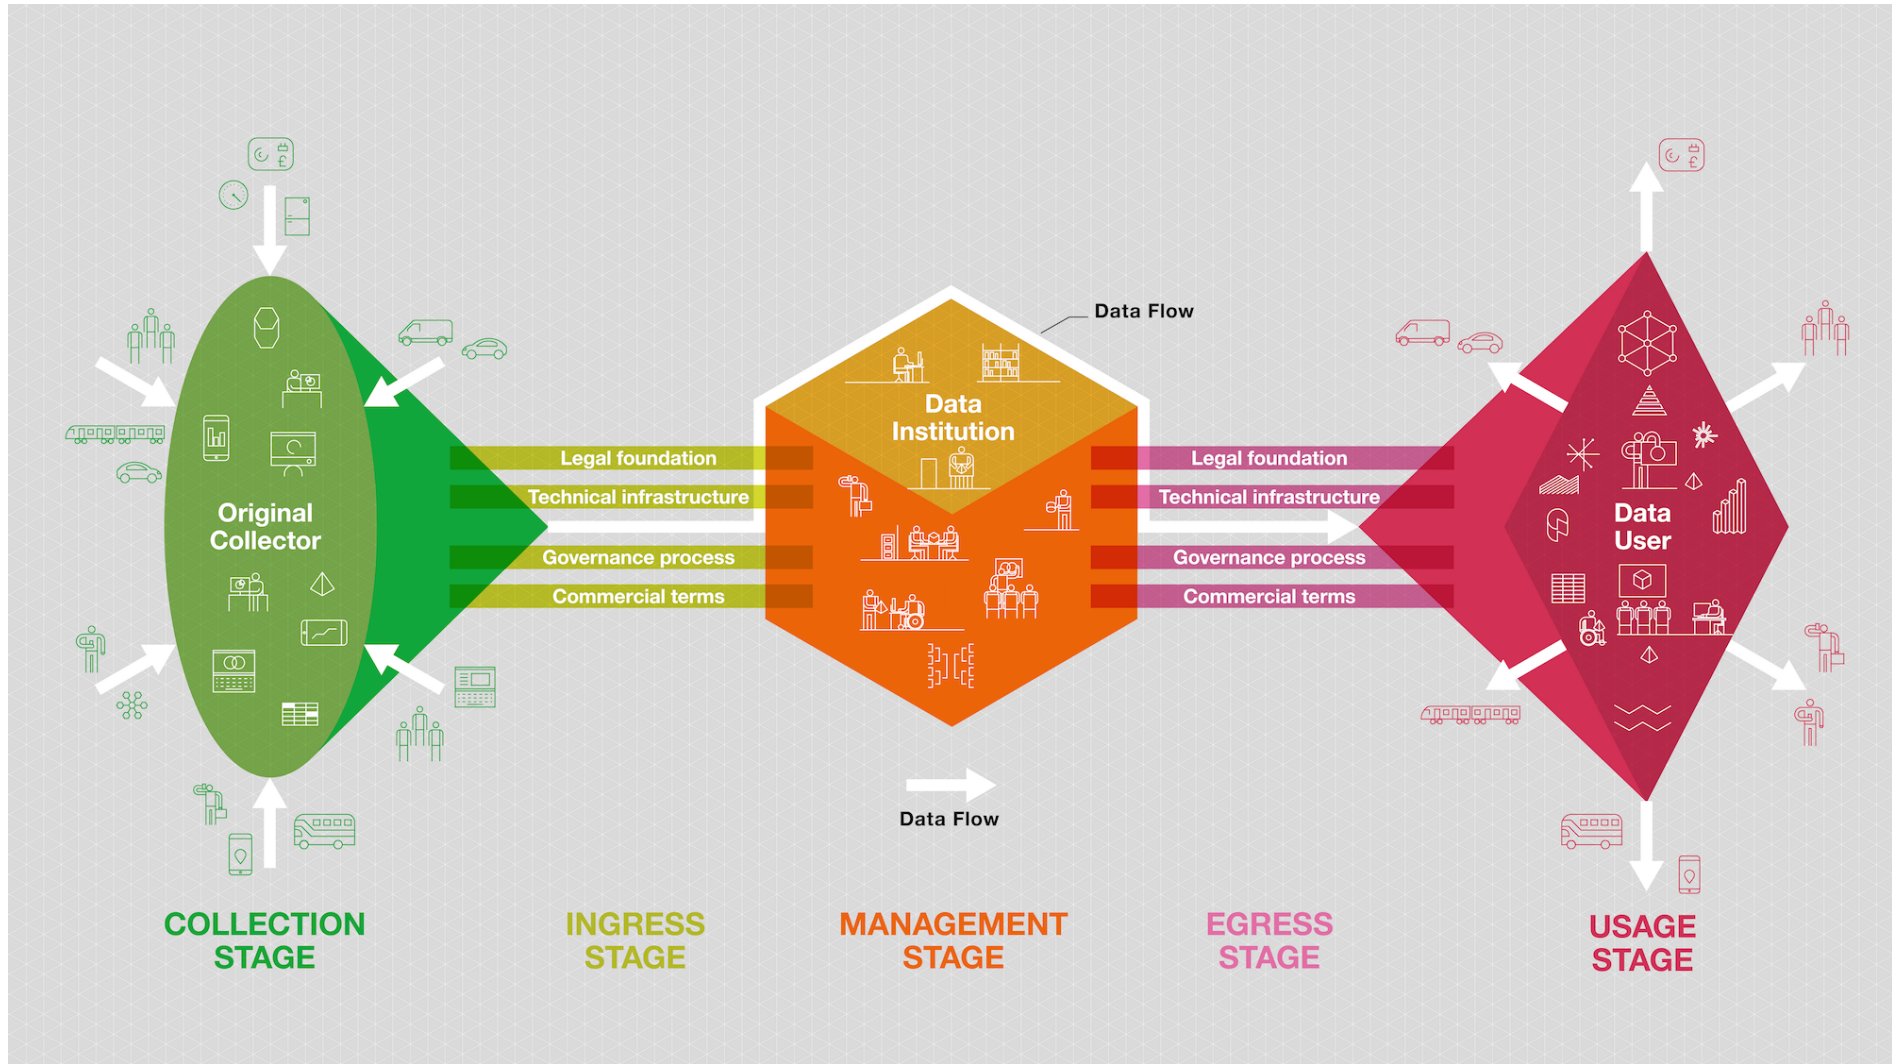 Data Flow
Data
Institution
Original
Collector
Legal foundation
Technical infrastructure
Governance process
Commercial terms
Legal foundation
Technical infrastructure
Governance process
Commercial terms
Data
User
Data Flow
COLLECTION
STAGE
INGRESS
STAGE
MANAGEMENT
STAGE
EGRESS
STAGE
USAGE
STAGE
£
£